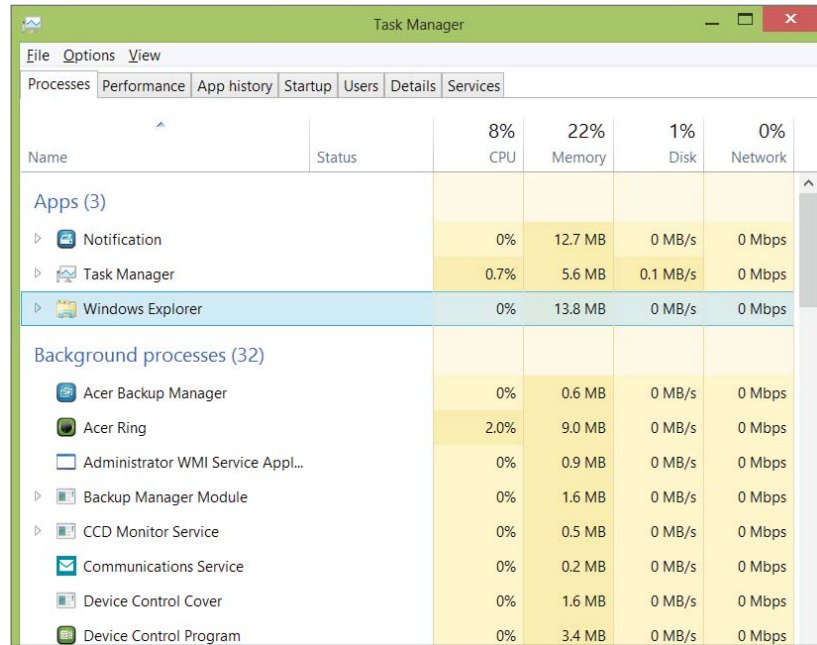 Task Manager
File Options View
Processes Performance App history Startup Users Details Services
8% 22% 1% 0%
Name Status CPU Memory Disk Network
Apps (3)
Notification 0% 12.7 MB 0 MB/s 0 Mbps
Task Manager 0.7% 5.6 MB 0.1 MB/s 0 Mbps
Windows Explorer 0% 13.8 MB 0 MB/s 0 Mbps
Background processes (32)
Acer Backup Manager 0% 0.6 MB 0 MB/s 0 Mbps
Acer Ring 2.0% 9.0 MB 0 MB/s 0 Mbps
Administrator WMI Service Appl... 0% 0.9 MB 0 MB/s 0 Mbps
Backup Manager Module 0% 1.6 MB 0 MB/s 0 Mbps
CCD Monitor Service 0% 0.5 MB 0 MB/s 0 Mbps
Communications Service 0% 0.2 MB 0 MB/s 0 Mbps
Device Control Cover 0% 1.6 MB 0 MB/s 0 Mbps
Device Control Program 0% 3.4 MB 0 MB/s 0 Mbps